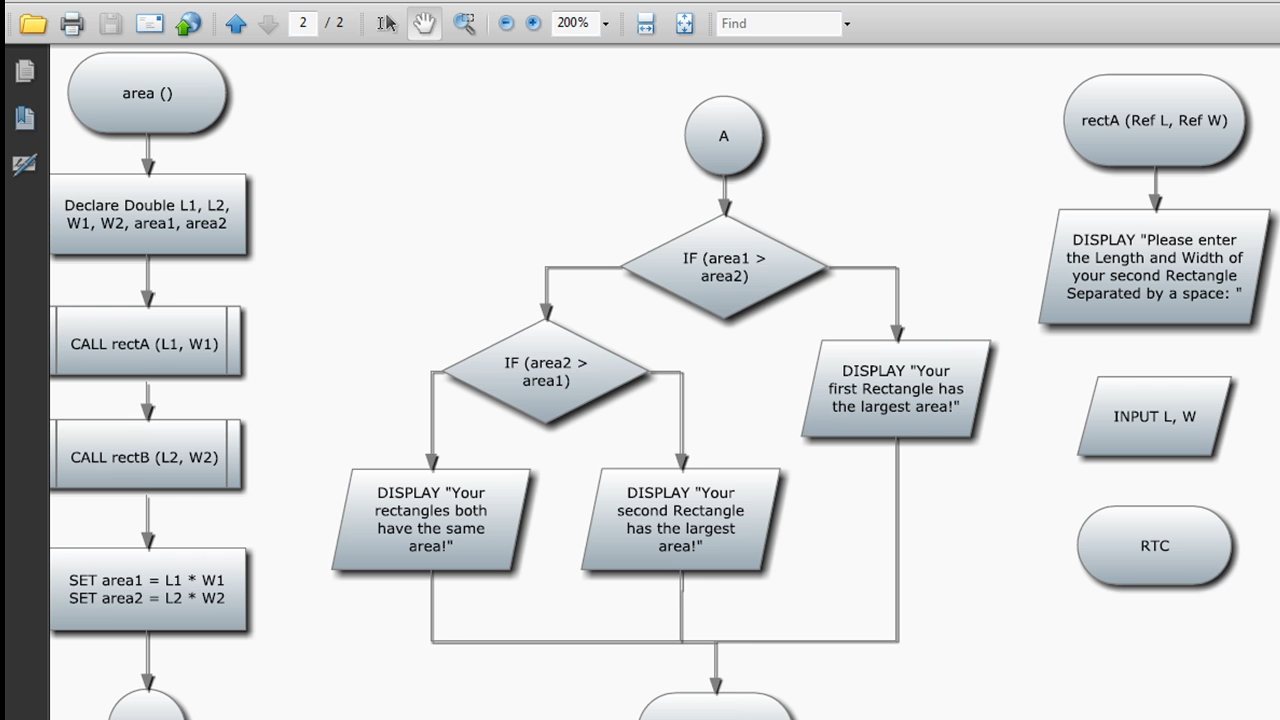 2 / 2
200%
Find
area ()
Declare Double L1, L2,
W1, W2, area1, area2
CALL rectA (L1, W1)
CALL rectB (L2, W2)
SET area1 = L1 * W1
SET area2 = L2 * W2
A
IF (area1 >
area2)
IF (area2 >
area1)
DISPLAY "Your
first Rectangle has
the largest area!"
DISPLAY "Your
rectangles both
have the same
area!"
DISPLAY "Your
second Rectangle
has the largest
area!"
rectA (Ref L, Ref W)
DISPLAY "Please enter
the Length and Width of
your second Rectangle
Separated by a space: "
INPUT L, W
RTC